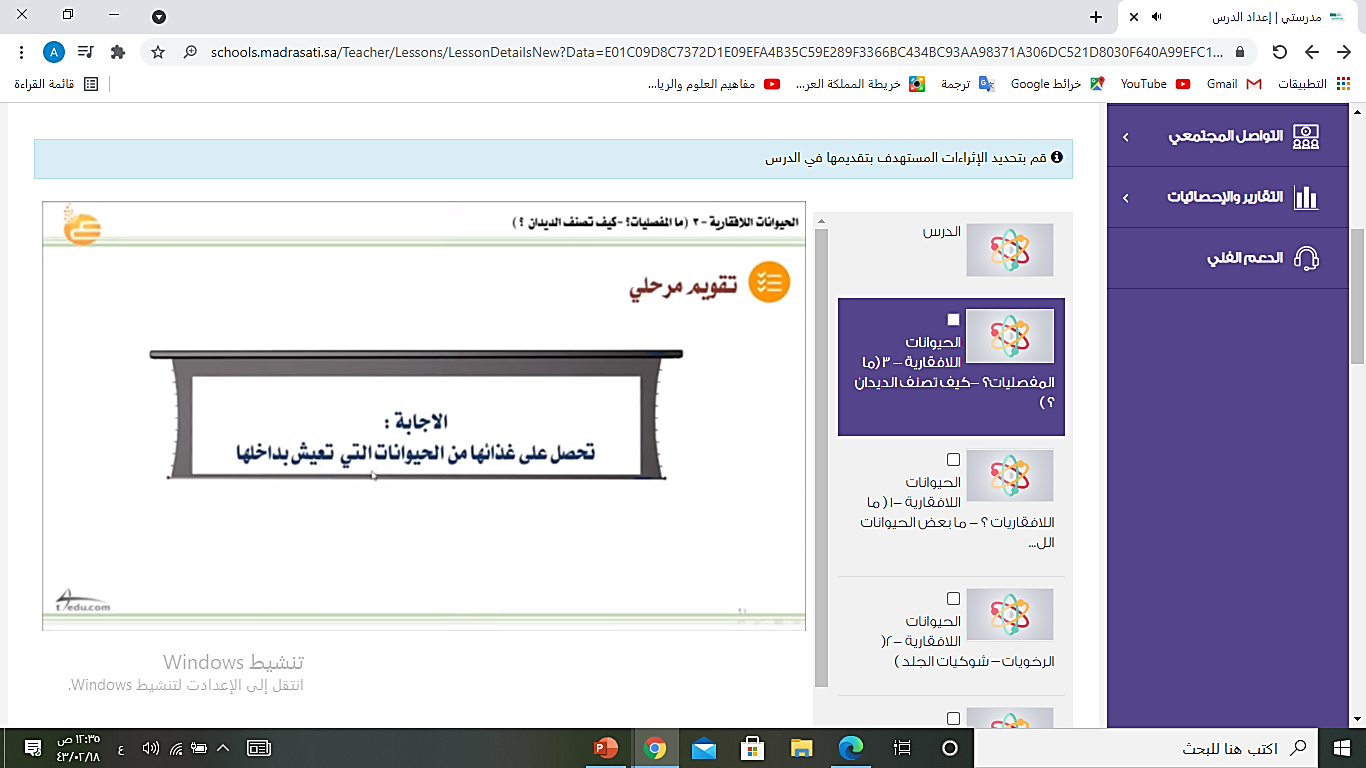 مدرستي | إعداد الدرس
schools.madrasati.sa/Teacher/Lessons/LessonDetailsNew?Data=E01C09D8C7372D1E09EFA4B35C5E289F3366BC434BC93AA98371A306DC521D8030F640A99EFC1...
A
التطبيقات
Gmail
YouTube
خرائط Google
ترجمة
خريطة المملكة العر...
مفاهيم العلوم والريا...
قائمة القراءة
التواصل المجتمعي
التقارير والإحصائيات
الدعم الفني
قم بتحديد الإثراءات المستهدف بتقديمها في الدرس
الدرس
الحيوانات
اللافقارية – ٣ (ما
المفصليات؟ –كيف تصنف الديدان
؟ )
الحيوانات
اللافقارية –١( ما
اللافقاريات ؟ – ما بعض الحيوانات
الل...
الحيوانات
اللافقارية –٢(
الرخويات – شوكيات الجلد )
الحيوانات اللافقارية -٣ (ما المفصليات؟ -كيف تصنف الديدان ؟ )
تقويم مرحلي
الاجابة :
تحصل على غذائها من الحيوانات التي تعيش بداخلها
t4edu.com
٢١
تنشيط Windows
انتقل إلى الإعدادت لتنشيط Windows.
اكتب هنا للبحث
ع
١٢:٣٥ ص
٤٣/٠٢/١٨